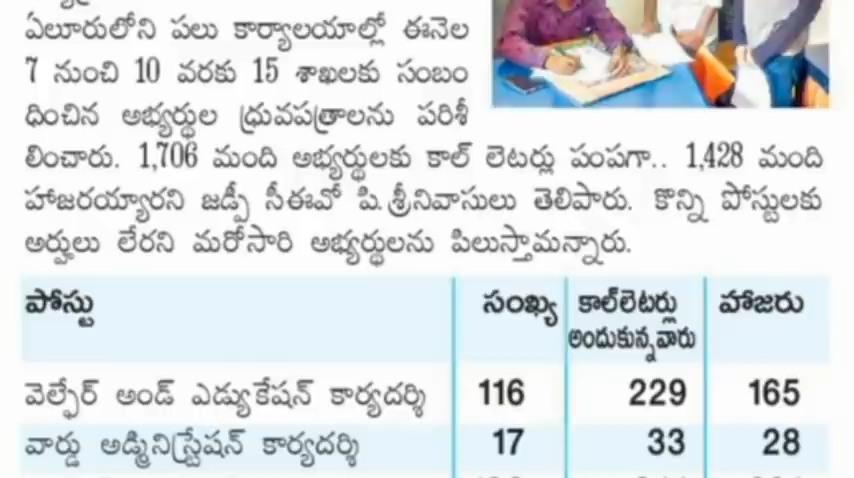 ఏలూరులోని పలు కార్యాలయాల్లో ఈనెల
7 నుంచి 10 వరకు 15 శాఖలకు సంబం
ధించిన అభ్యర్థుల ధ్రువపత్రాలను పరిశీ
లించారు. 1,706 మంది అభ్యర్థులకు కాల్ లెటర్లు పంపగా.. 1,428 మంది
హాజరయ్యారని జడ్పీ సీఈవో పి.శ్రీనివాసులు తెలిపారు. కొన్ని పోస్టులకు
అర్హులు లేరని మరోసారి అభ్యర్థులను పిలుస్తామన్నారు.
పోస్టు సంఖ్య కాల్‌లెటర్లు అందుకున్నవారు హాజరు
వెల్ఫేర్ అండ్ ఎడ్యుకేషన్ కార్యదర్శి 116 229 165
వార్డు అడ్మినిస్ట్రేషన్ కార్యదర్శి 17 33 28